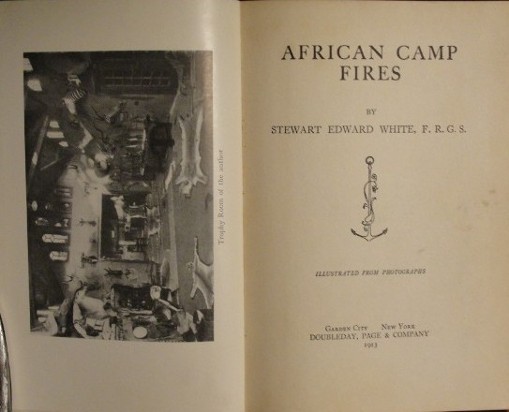 Trophy Room of the author
AFRICAN CAMP
FIRES
BY
STEWART EDWARD WHITE, F. R. G. S.
ILLUSTRATED FROM PHOTOGRAPHS
GARDEN CITY NEW YORK
DOUBLEDAY, PAGE & COMPANY
1913